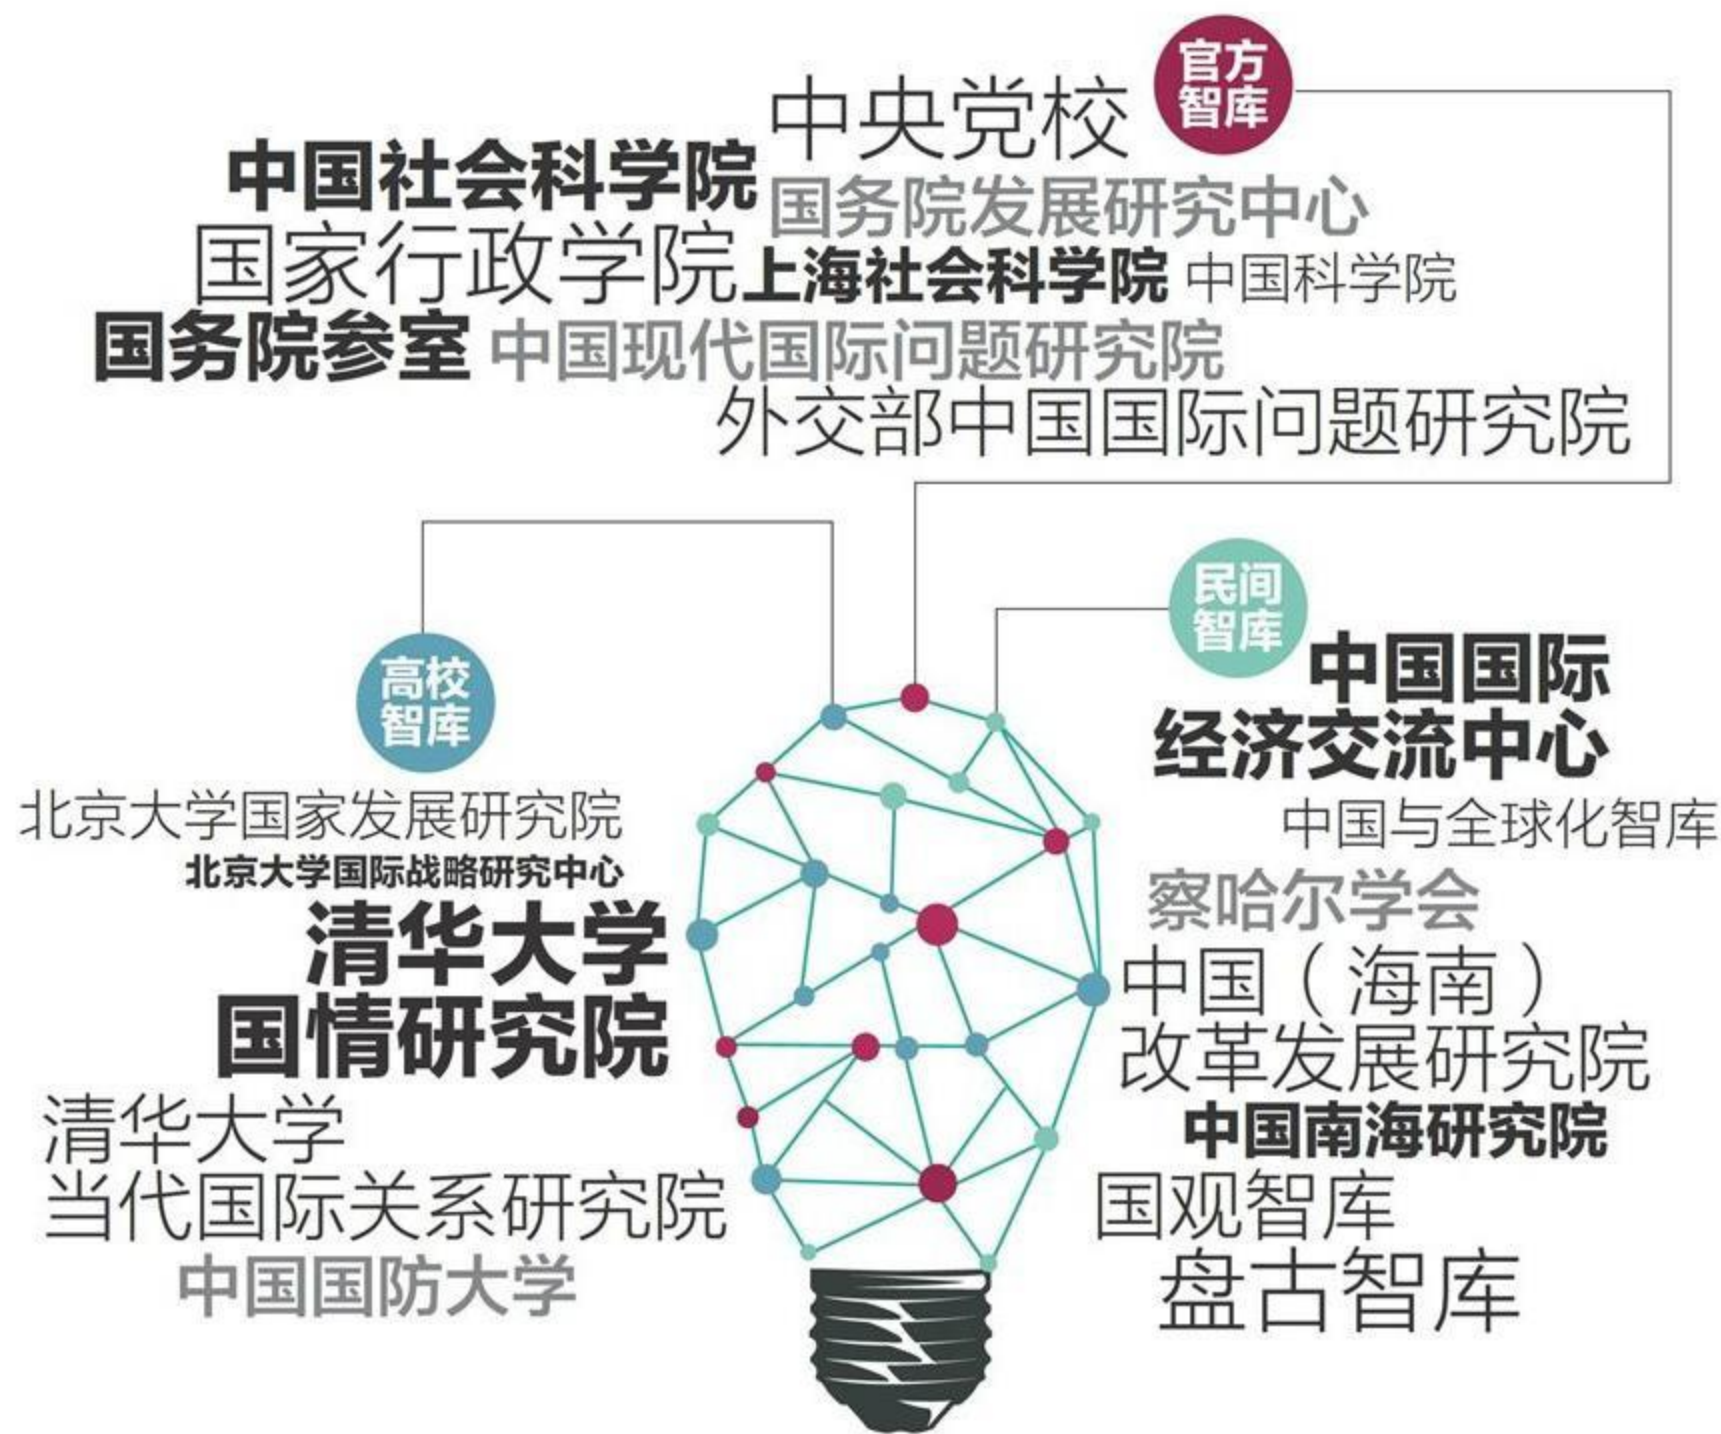 官方
智库
中央党校
中国社会科学院
国务院发展研究中心
国家行政学院
上海社会科学院
中国科学院
国务院参室
中国现代国际问题研究院
外交部中国国际问题研究院
高校
智库
北京大学国家发展研究院
北京大学国际战略研究中心
清华大学
国情研究院
清华大学
当代国际关系研究院
中国国防大学
民间
智库
中国国际
经济交流中心
中国与全球化智库
察哈尔学会
中国（海南）
改革发展研究院
中国南海研究院
国观智库
盘古智库